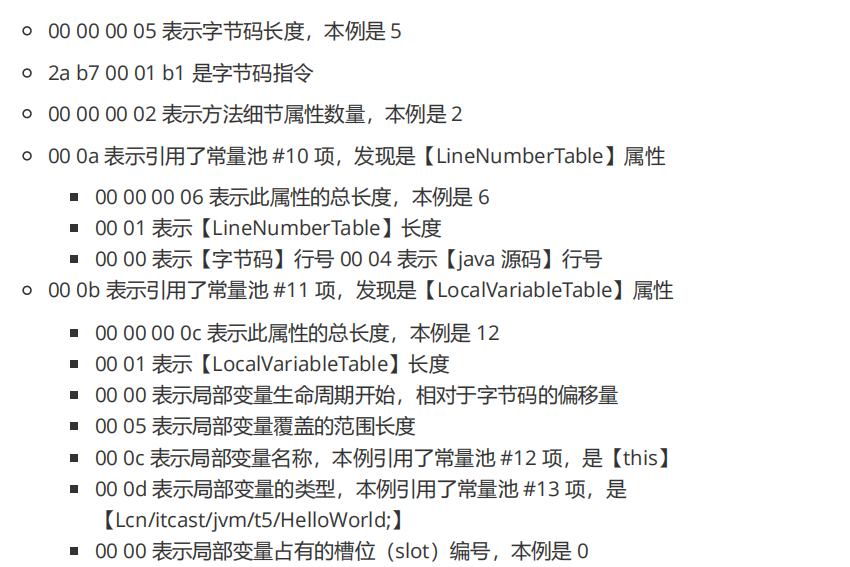 00 00 00 05 表示字节码长度，本例是 5
2a b7 00 01 b1 是字节码指令
00 00 00 02 表示方法细节属性数量，本例是 2
00 0a 表示引用了常量池 #10 项，发现是【LineNumberTable】属性
00 00 00 06 表示此属性的总长度，本例是 6
00 01 表示【LineNumberTable】长度
00 00 表示【字节码】行号 00 04 表示【java 源码】行号
00 0b 表示引用了常量池 #11 项，发现是【LocalVariableTable】属性
00 00 00 0c 表示此属性的总长度，本例是 12
00 01 表示【LocalVariableTable】长度
00 00 表示局部变量生命周期开始，相对于字节码的偏移量
00 05 表示局部变量覆盖的范围长度
00 0c 表示局部变量名称，本例引用了常量池 #12 项，是【this】
00 0d 表示局部变量的类型，本例引用了常量池 #13 项，是
【Lcn/itcast/jvm/t5/HelloWorld;】
00 00 表示局部变量占有的槽位（slot）编号，本例是 0